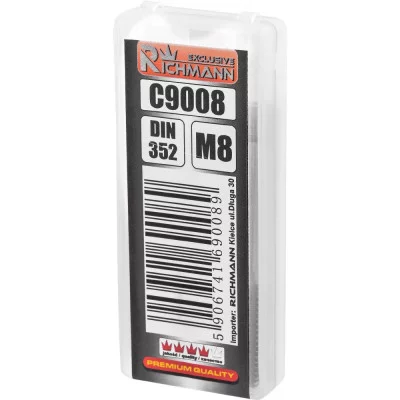 EXCLUSIVE
RICHMANN
C9008
DIN
352
M8
5 906741 690089
Importer: RICHMANN Kielce ul.Długa 30
jakość / quality / качество
PREMIUM QUALITY